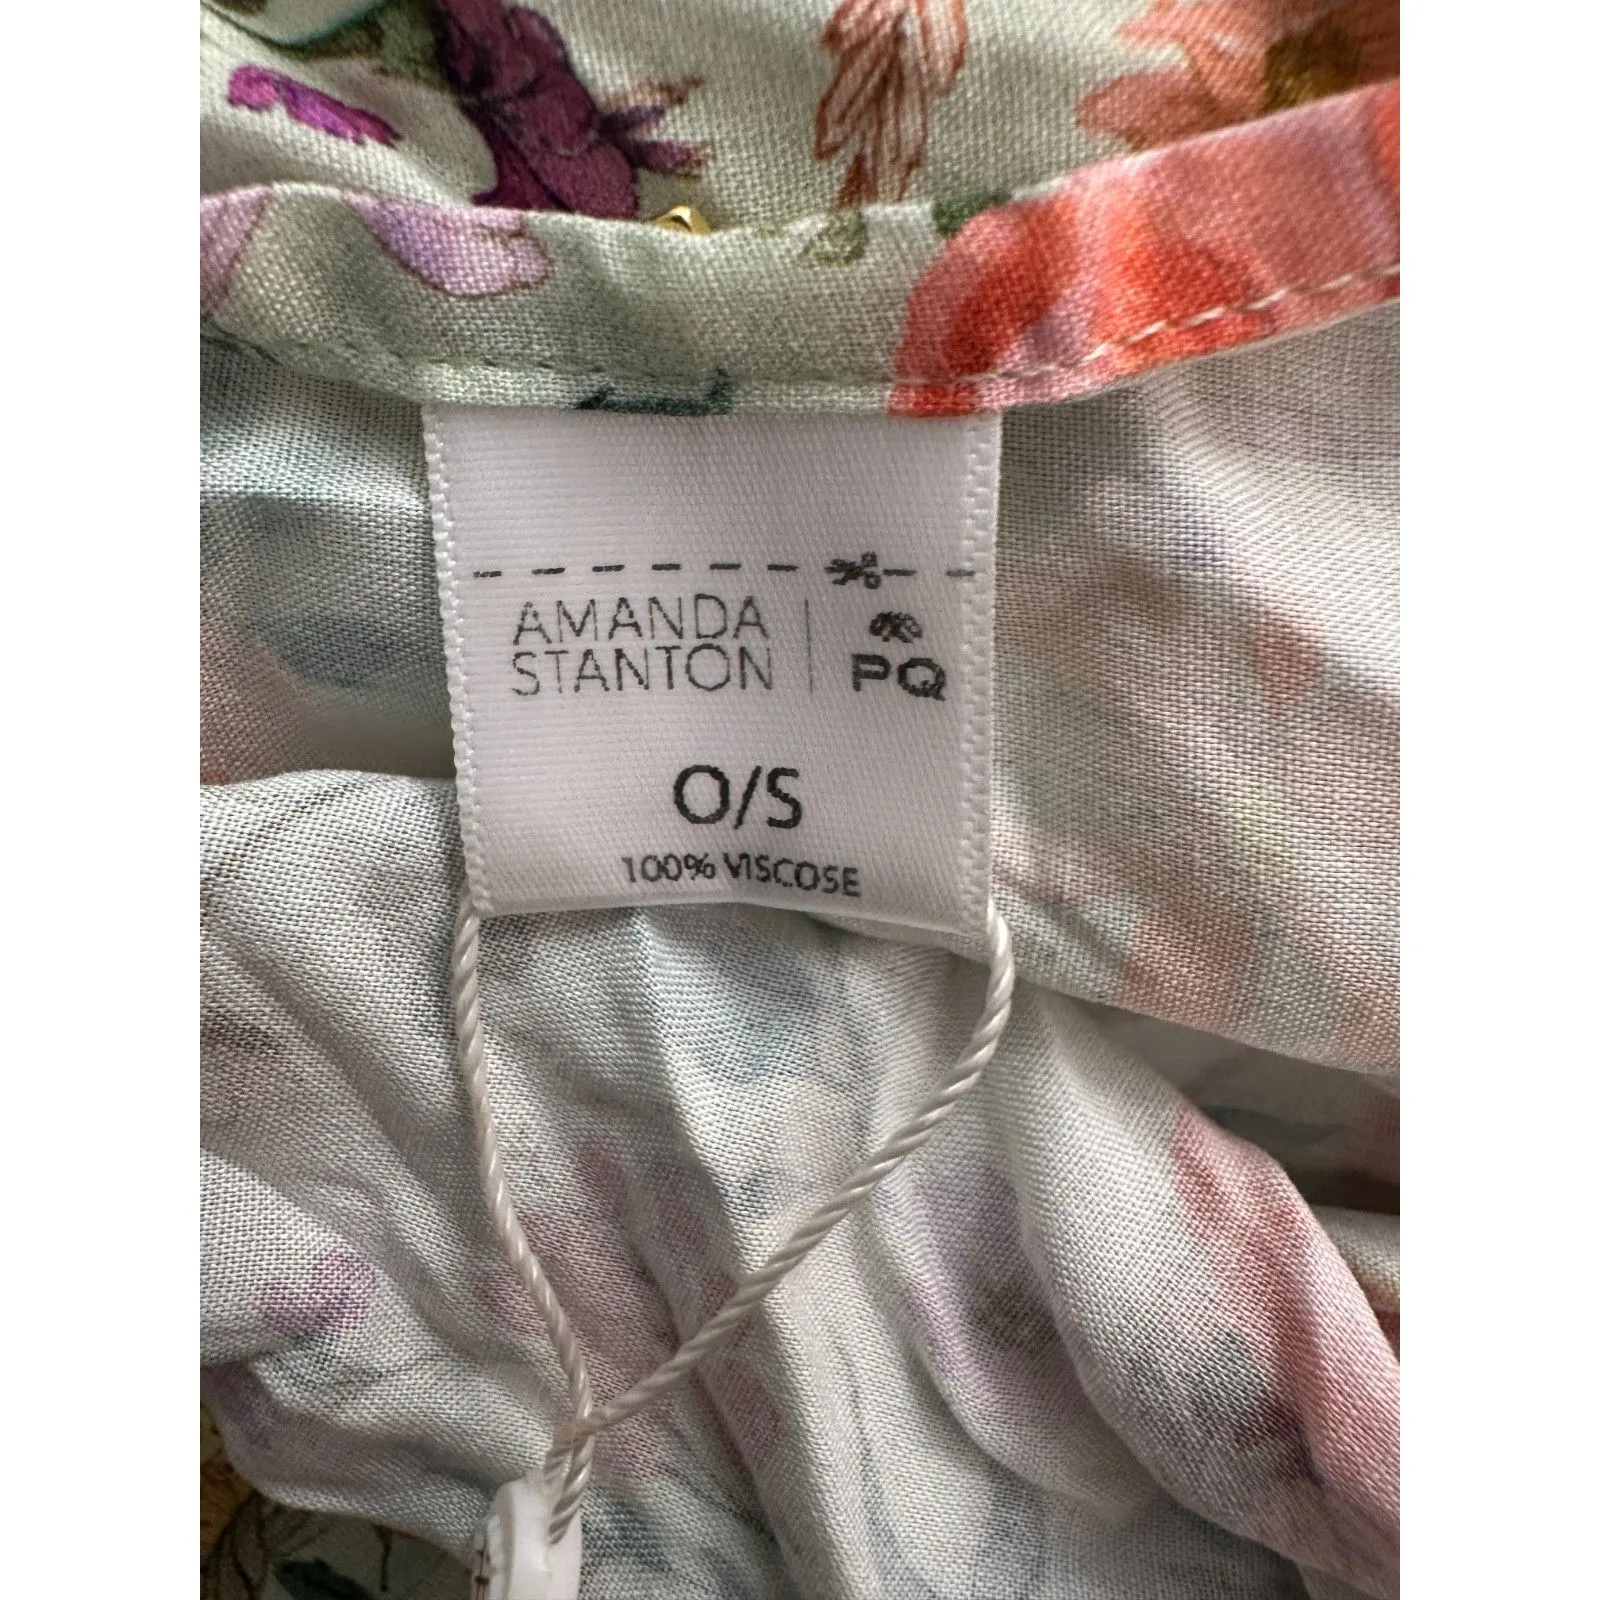 AMANDA
STANTON
PQ
O/S
100% VISCOSE